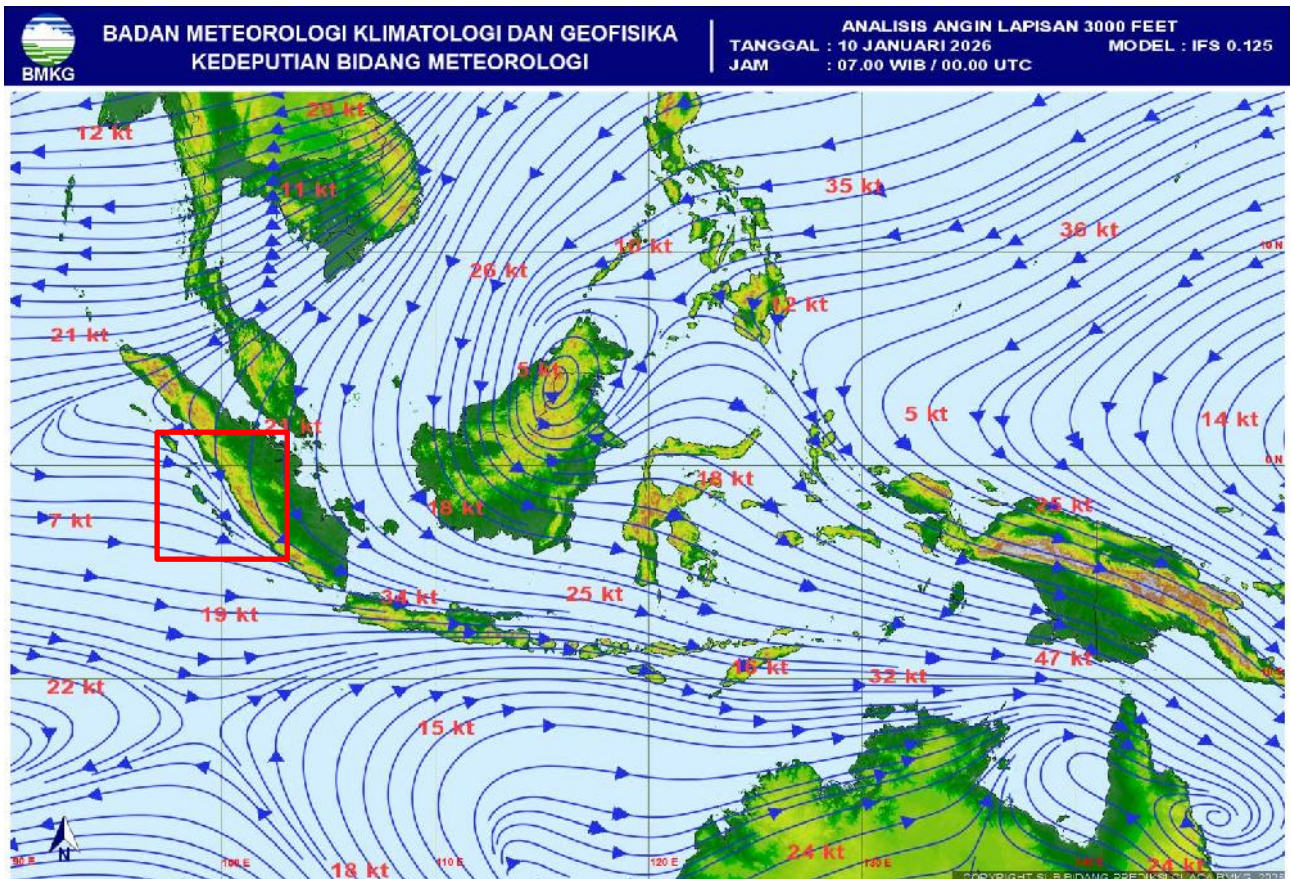 BADAN METEOROLOGI KLIMATOLOGI DAN GEOFISIKA
KEDEPUTIAN BIDANG METEOROLOGI
BMKG
ANALISIS ANGIN LAPISAN 3000 FEET
TANGGAL : 10 JANUARI 2026 MODEL : IFS 0.125
JAM : 07.00 WIB / 00.00 UTC
29 kt
12 kt
11 kt
35 kt
36 kt
10 kt
10 N
26 kt
12 kt
21 kt
5 kt
5 kt
14 kt
21 kt
0 N
18 kt
18 kt
25 kt
7 kt
34 kt
25 kt
19 kt
47 kt
18 kt
32 kt
22 kt
15 kt
24 kt
24 kt
18 kt
N
90 E
100 E
110 E
120 E
130 E